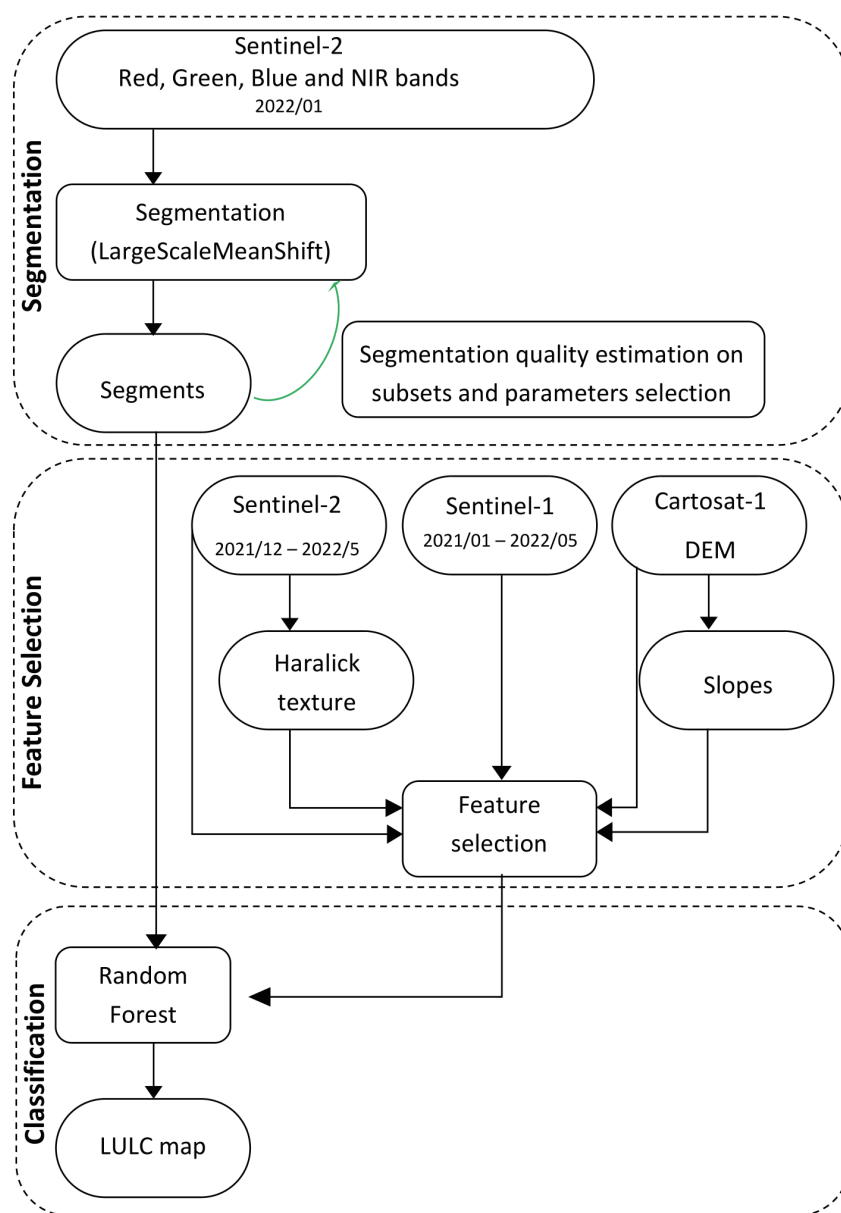 Segmentation
Sentinel-2
Red, Green, Blue and NIR bands
2022/01
Segmentation
(LargeScaleMeanShift)
Segments
Segmentation quality estimation on
subsets and parameters selection
Feature Selection
Sentinel-2
2021/12 – 2022/5
Sentinel-1
2021/01 – 2022/05
Cartosat-1
DEM
Haralick
texture
Slopes
Feature
selection
Classification
Random
Forest
LULC map